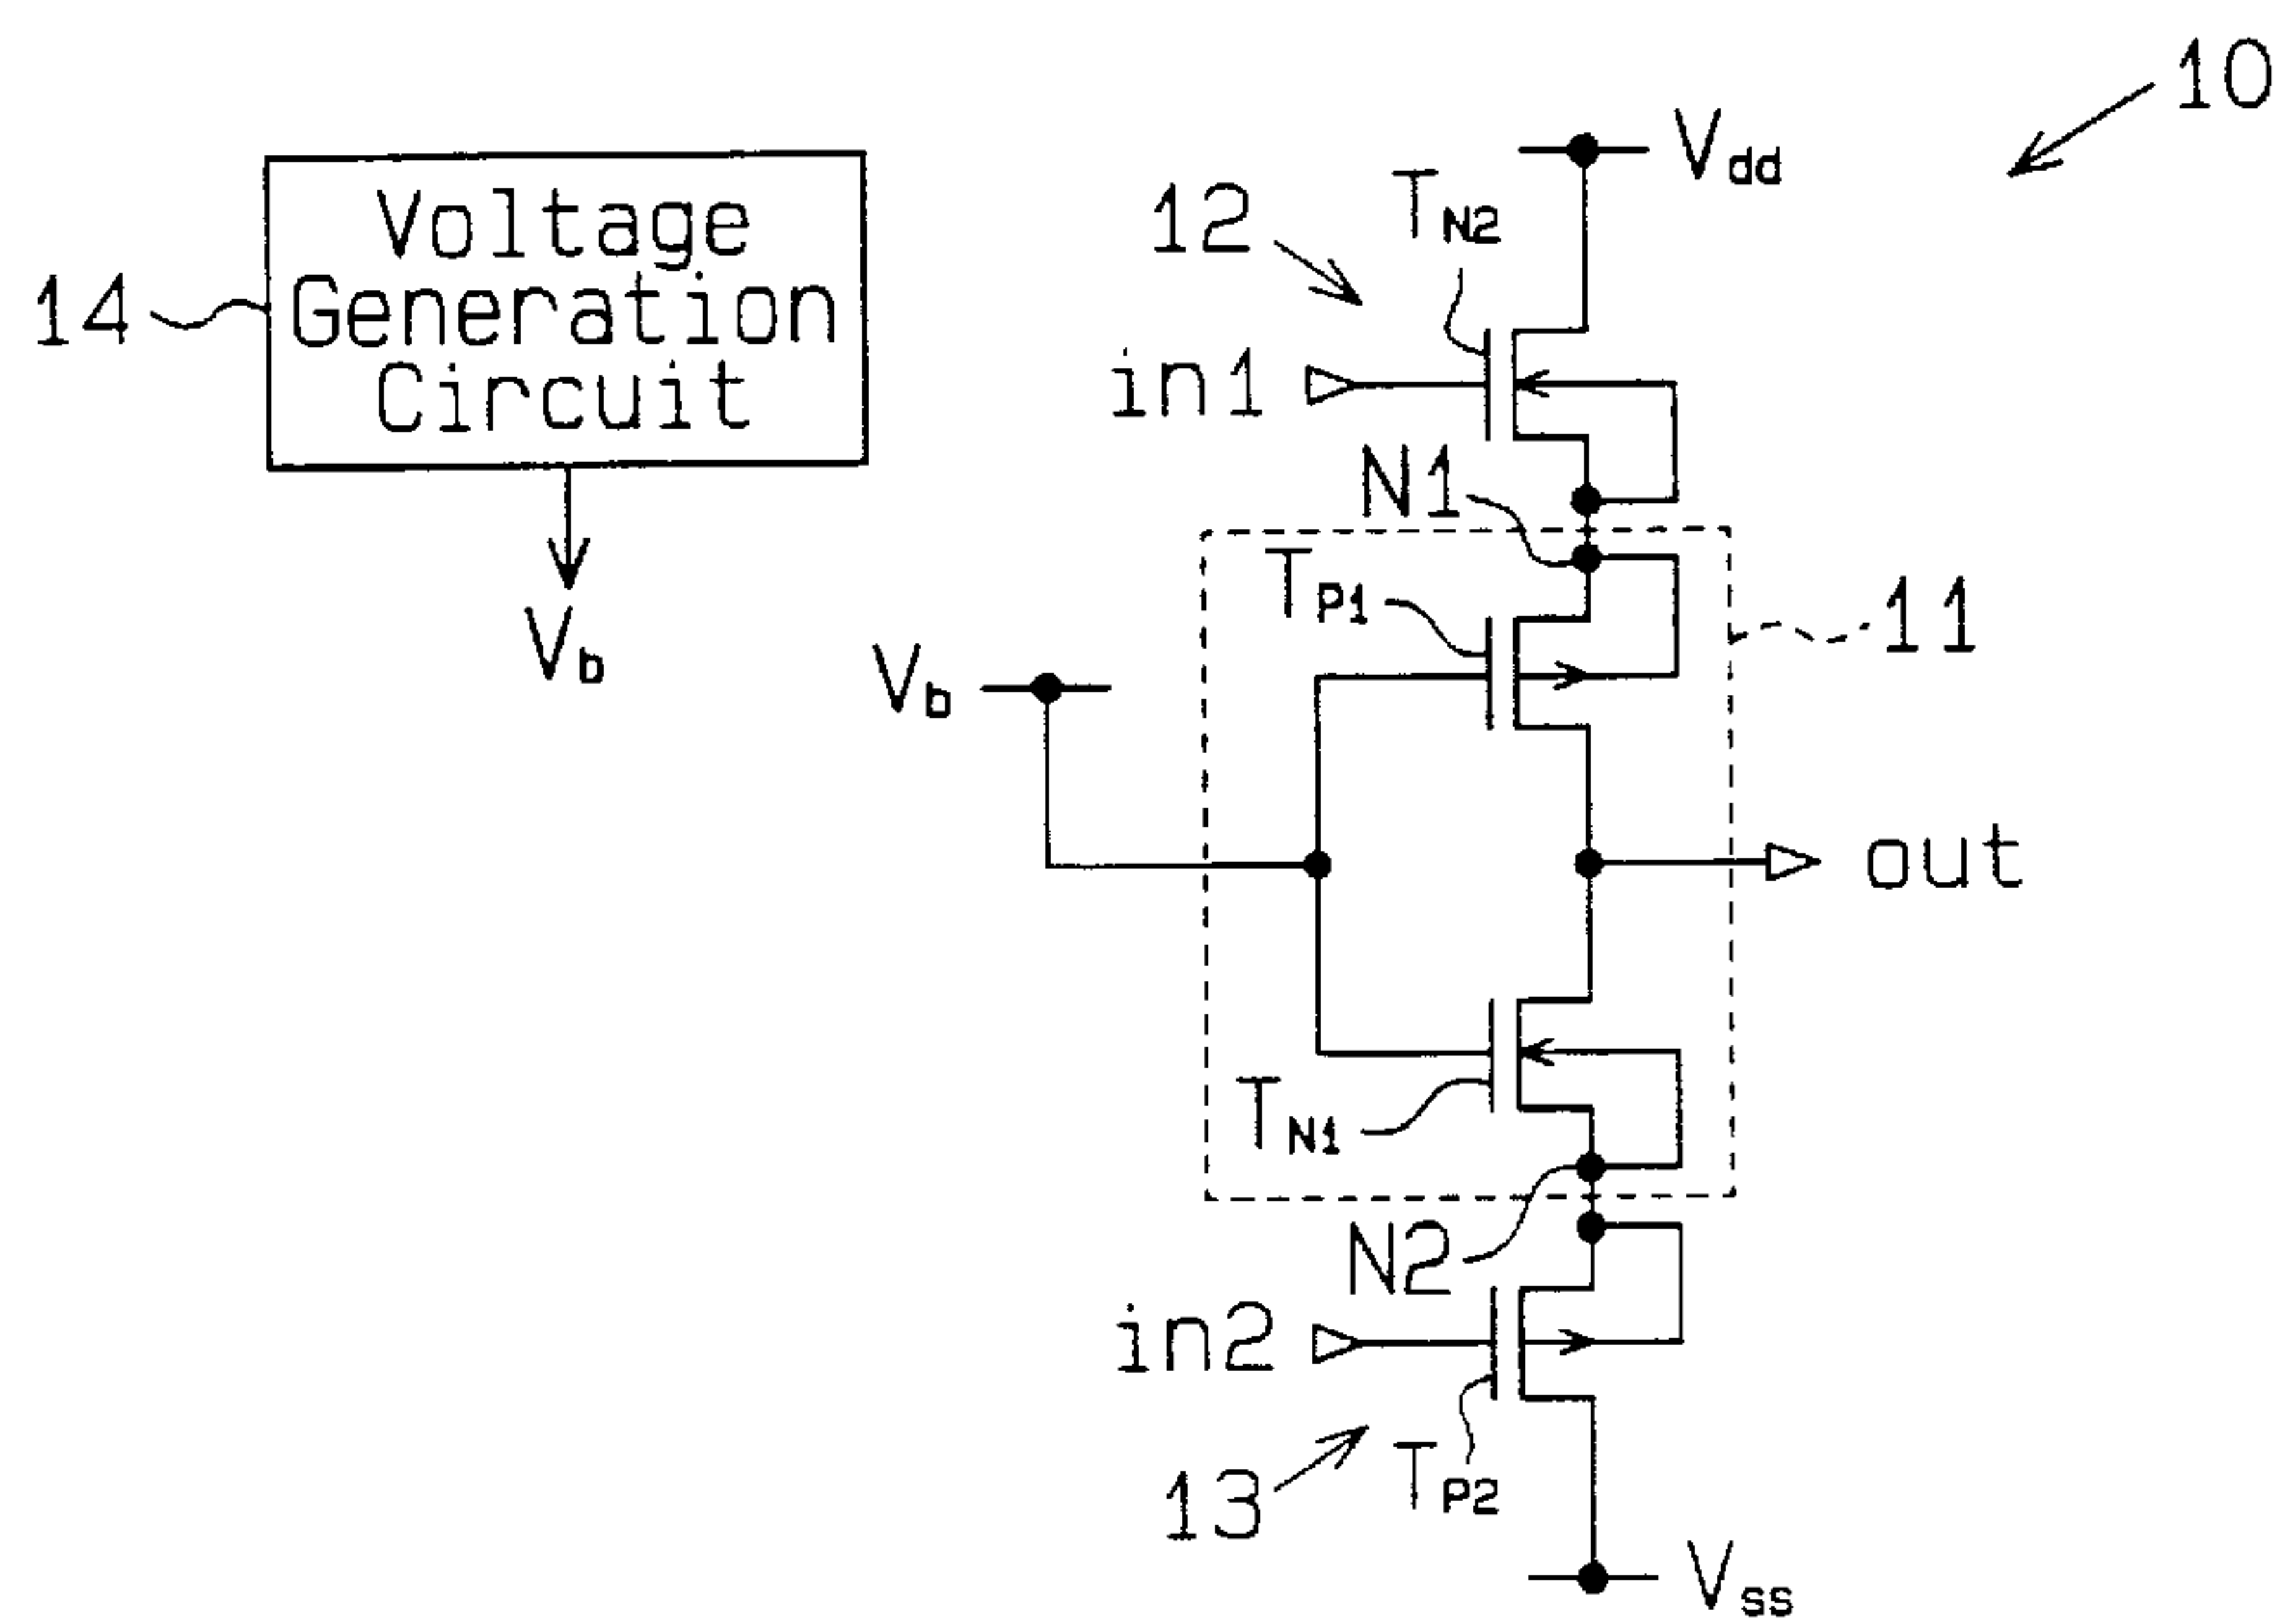 10
Vdd
TN2
12
Voltage
Generation
Circuit
14
in1
N1
TP1
11
Vb
Vb
out
TN1
N2
in2
TP2
13
Vss